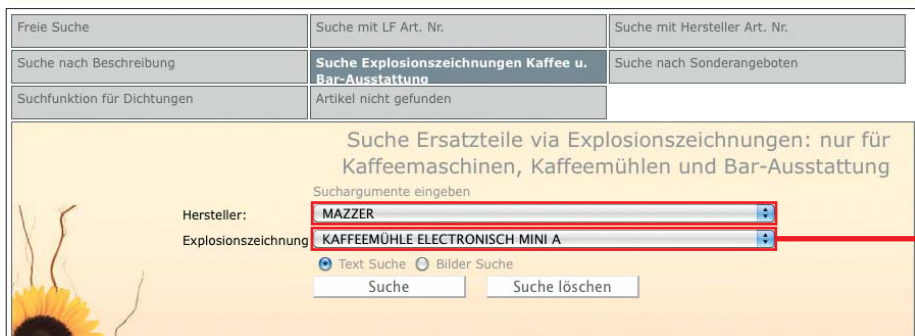 Freie Suche
Suche mit LF Art. Nr.
Suche mit Hersteller Art. Nr.
Suche nach Beschreibung
Suche Explosionszeichnungen Kaffee u.
Bar-Ausstattung
Suche nach Sonderangeboten
Suchfunktion für Dichtungen
Artikel nicht gefunden
Suche Ersatzteile via Explosionszeichnungen: nur für
Kaffeemaschinen, Kaffeemühlen und Bar-Ausstattung
Suchargumente eingeben
Hersteller:
MAZZER
Explosionszeichnung
KAFFEEMÜHLE ELECTRONISCH MINI A
Text Suche
Bilder Suche
Suche
Suche löschen